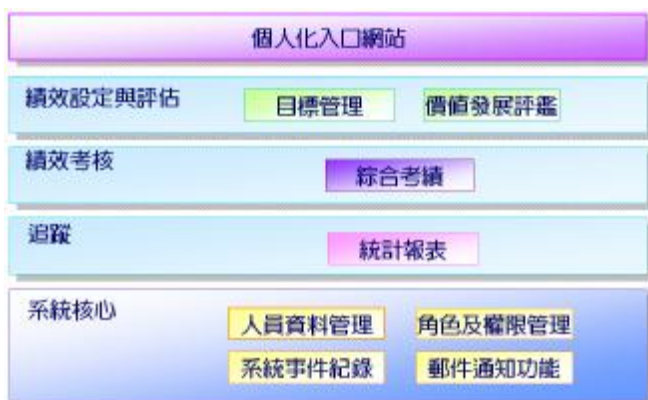 個人化入口網站
績效設定與評估
目標管理
價值發展評鑑
績效考核
綜合考績
追蹤
統計報表
系統核心
人員資料管理
角色及權限管理
系統事件紀錄
郵件通知功能